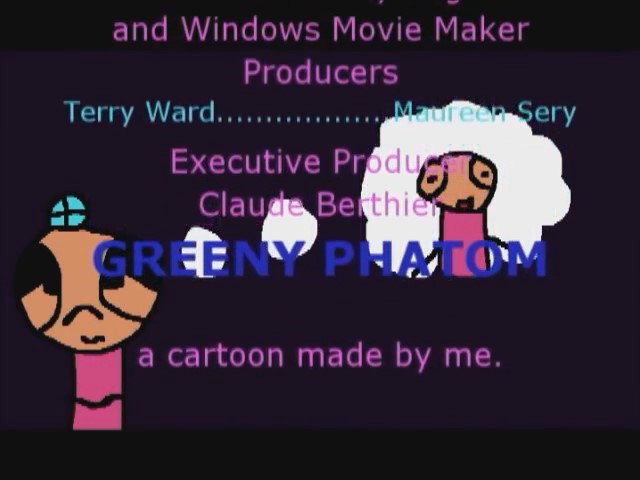 and Windows Movie Maker
Producers
Terry Ward..................Maureen Sery
Executive Producer
Claude Berthier
GREENY PHATOM
a cartoon made by me.